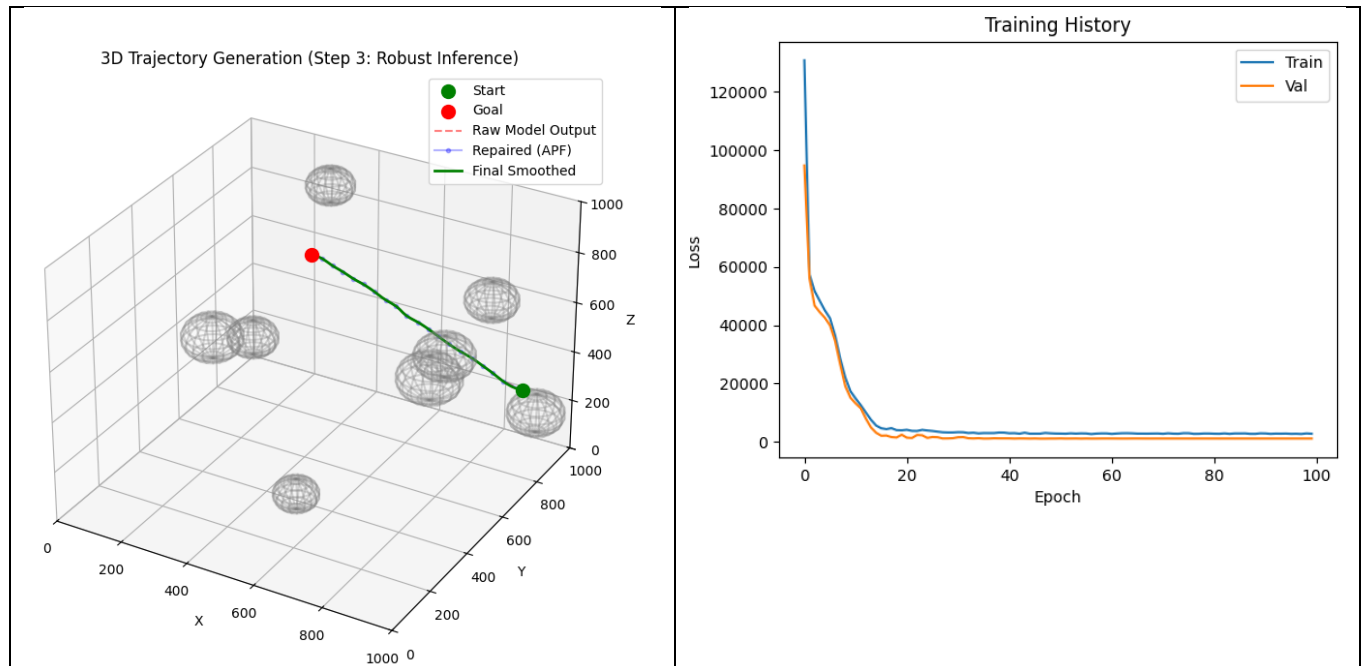 3D Trajectory Generation (Step 3: Robust Inference)
Start
Goal
Raw Model Output
Repaired (APF)
Final Smoothed
1000
800
600
400
200
0
Z
0
200
400
600
800
1000
X
0
200
400
600
800
1000
Y
Training History
Train
Val
120000
100000
80000
60000
40000
20000
0
Loss
0
20
40
60
80
100
Epoch